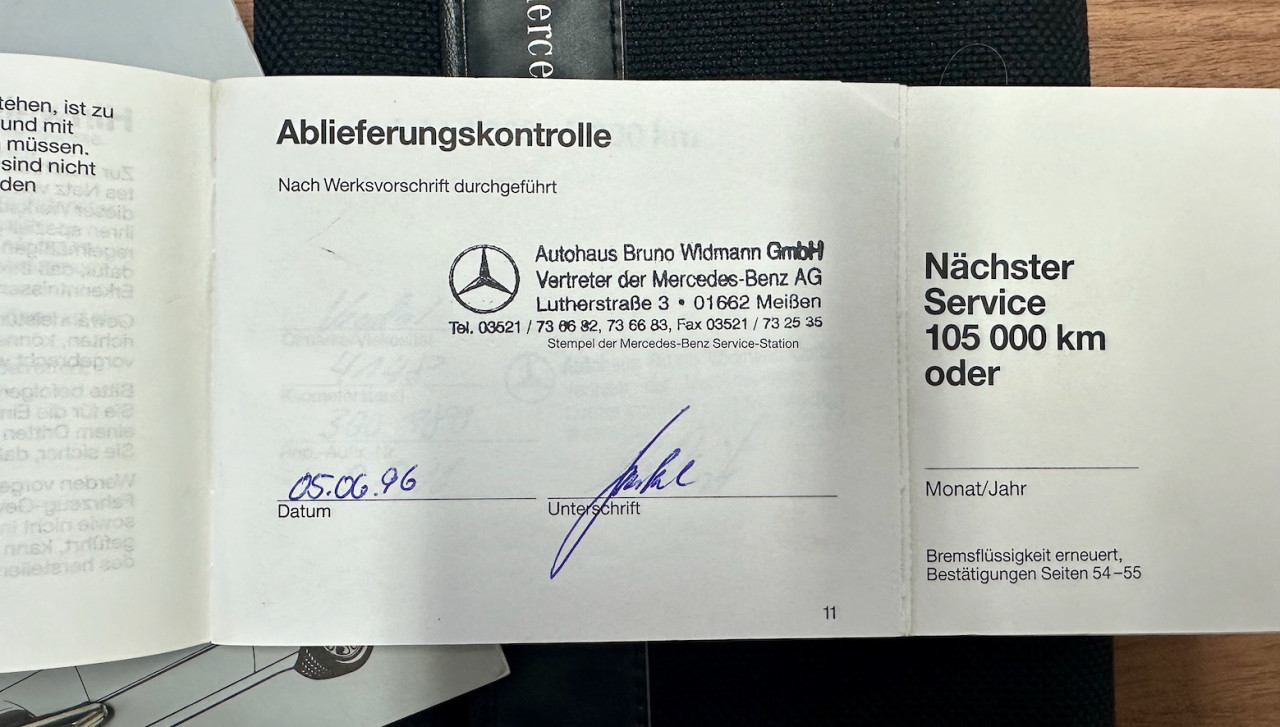 erce
tehen, ist zu
und mit
müssen.
sind nicht
den
Ablieferungskontrolle
Nach Werksvorschrift durchgeführt
Autohaus Bruno Widmann GmbH
Vertreter der Mercedes-Benz AG
Lutherstraße 3 • 01662 Meißen
Tel. 03521 / 73 66 82, 73 66 83, Fax 03521 / 73 25 35
Stempel der Mercedes-Benz Service-Station
05.06.96
Datum
Unterschrift
11
Nächster
Service
105 000 km
oder
Monat/Jahr
Bremsflüssigkeit erneuert,
Bestätigungen Seiten 54–55